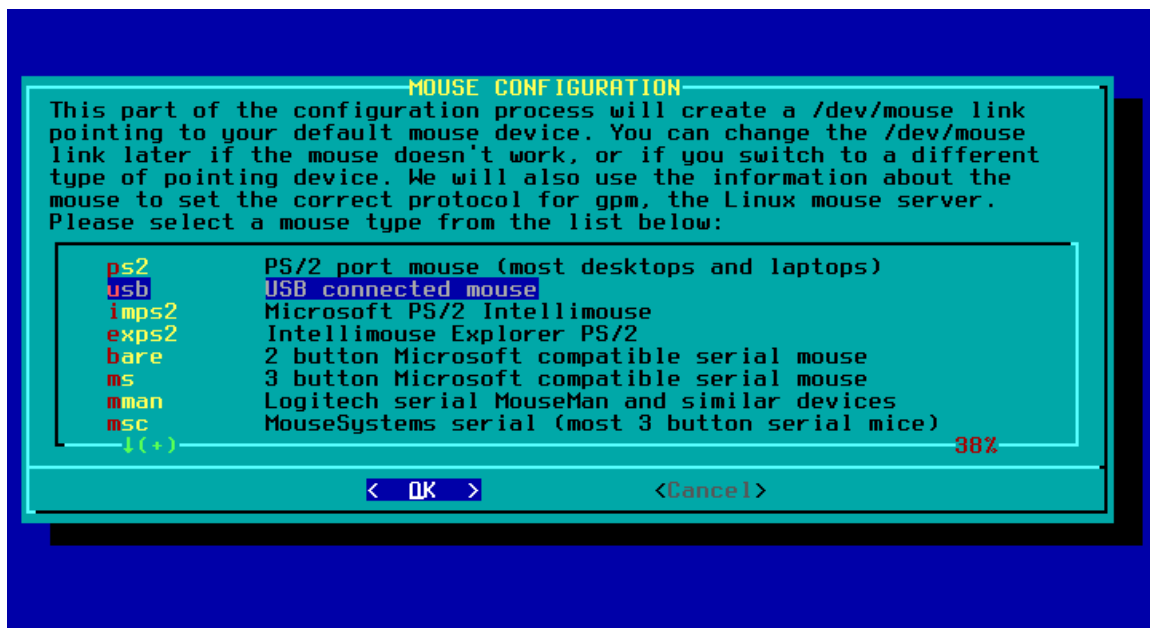 MOUSE CONFIGURATION
This part of the configuration process will create a /dev/mouse link
pointing to your default mouse device. You can change the /dev/mouse
link later if the mouse doesn't work, or if you switch to a different
type of pointing device. We will also use the information about the
mouse to set the correct protocol for gpm, the Linux mouse server.
Please select a mouse type from the list below:
ps2 PS/2 port mouse (most desktops and laptops)
usb USB connected mouse
imps2 Microsoft PS/2 Intellimouse
exps2 Intellimouse Explorer PS/2
bare 2 button Microsoft compatible serial mouse
ms 3 button Microsoft compatible serial mouse
mman Logitech serial MouseMan and similar devices
msc MouseSystems serial (most 3 button serial mice)
↓(+) 38%
< OK > <Cancel>